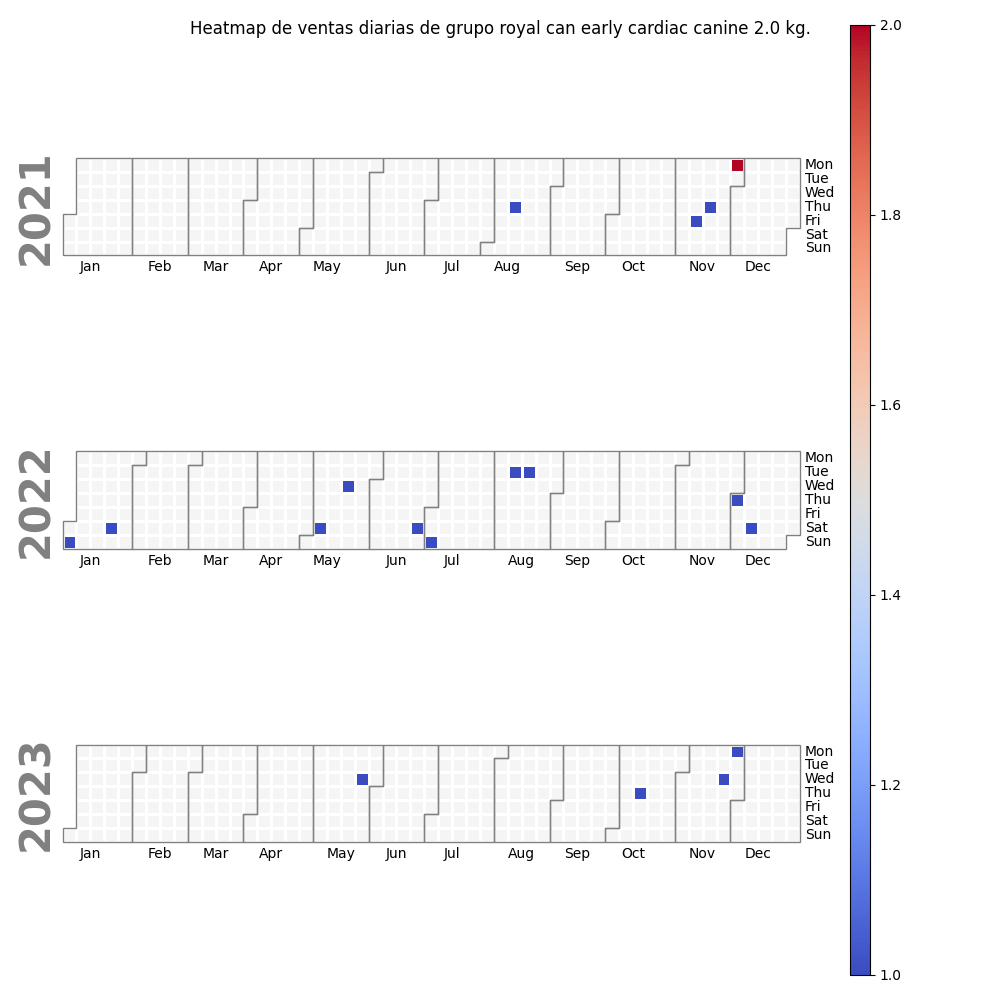 Heatmap de ventas diarias de grupo royal can early cardiac canine 2.0 kg.
2.0
1.8
1.6
1.4
1.2
1.0
2021
Mon
Tue
Wed
Thu
Fri
Sat
Sun
Jan Feb Mar Apr May Jun Jul Aug Sep Oct Nov Dec
2022
Mon
Tue
Wed
Thu
Fri
Sat
Sun
Jan Feb Mar Apr May Jun Jul Aug Sep Oct Nov Dec
2023
Mon
Tue
Wed
Thu
Fri
Sat
Sun
Jan Feb Mar Apr May Jun Jul Aug Sep Oct Nov Dec